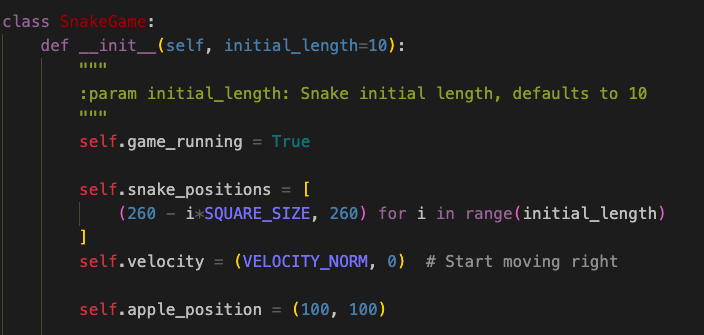 class SnakeGame:
    def __init__(self, initial_length=10):
        """
        :param initial_length: Snake initial length, defaults to 10
        """
        self.game_running = True

        self.snake_positions = [
            (260 - i*SQUARE_SIZE, 260) for i in range(initial_length)
        ]
        self.velocity = (VELOCITY_NORM, 0)  # Start moving right

        self.apple_position = (100, 100)